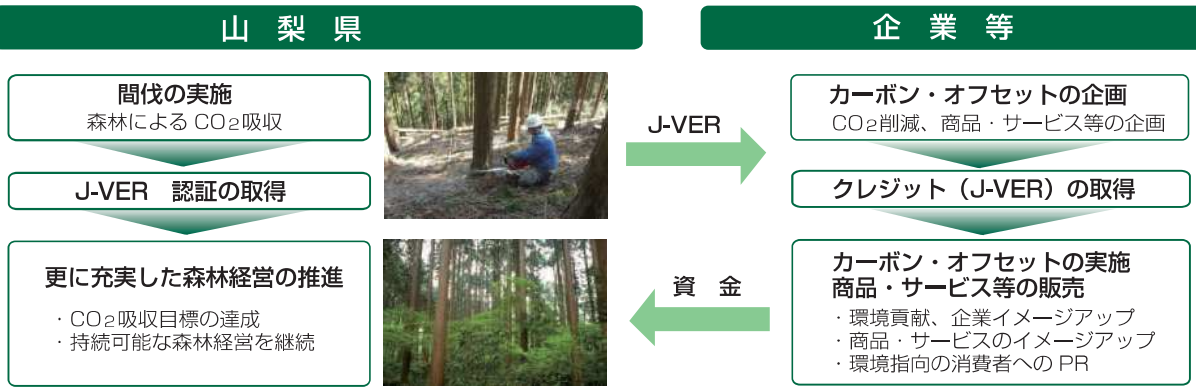 山梨県
間伐の実施
森林による CO2吸収
J-VER 認証の取得
更に充実した森林経営の推進
・CO2吸収目標の達成
・持続可能な森林経営を継続
J-VER
資金
企業等
カーボン・オフセットの企画
CO2削減、商品・サービス等の企画
クレジット（J-VER）の取得
カーボン・オフセットの実施
商品・サービス等の販売
・環境貢献、企業イメージアップ
・商品・サービスのイメージアップ
・環境指向の消費者への PR